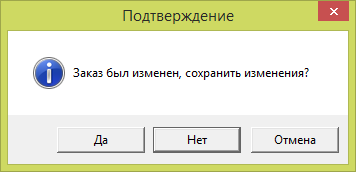 Подтверждение
Заказ был изменен, сохранить изменения?
Да
Нет
Отмена